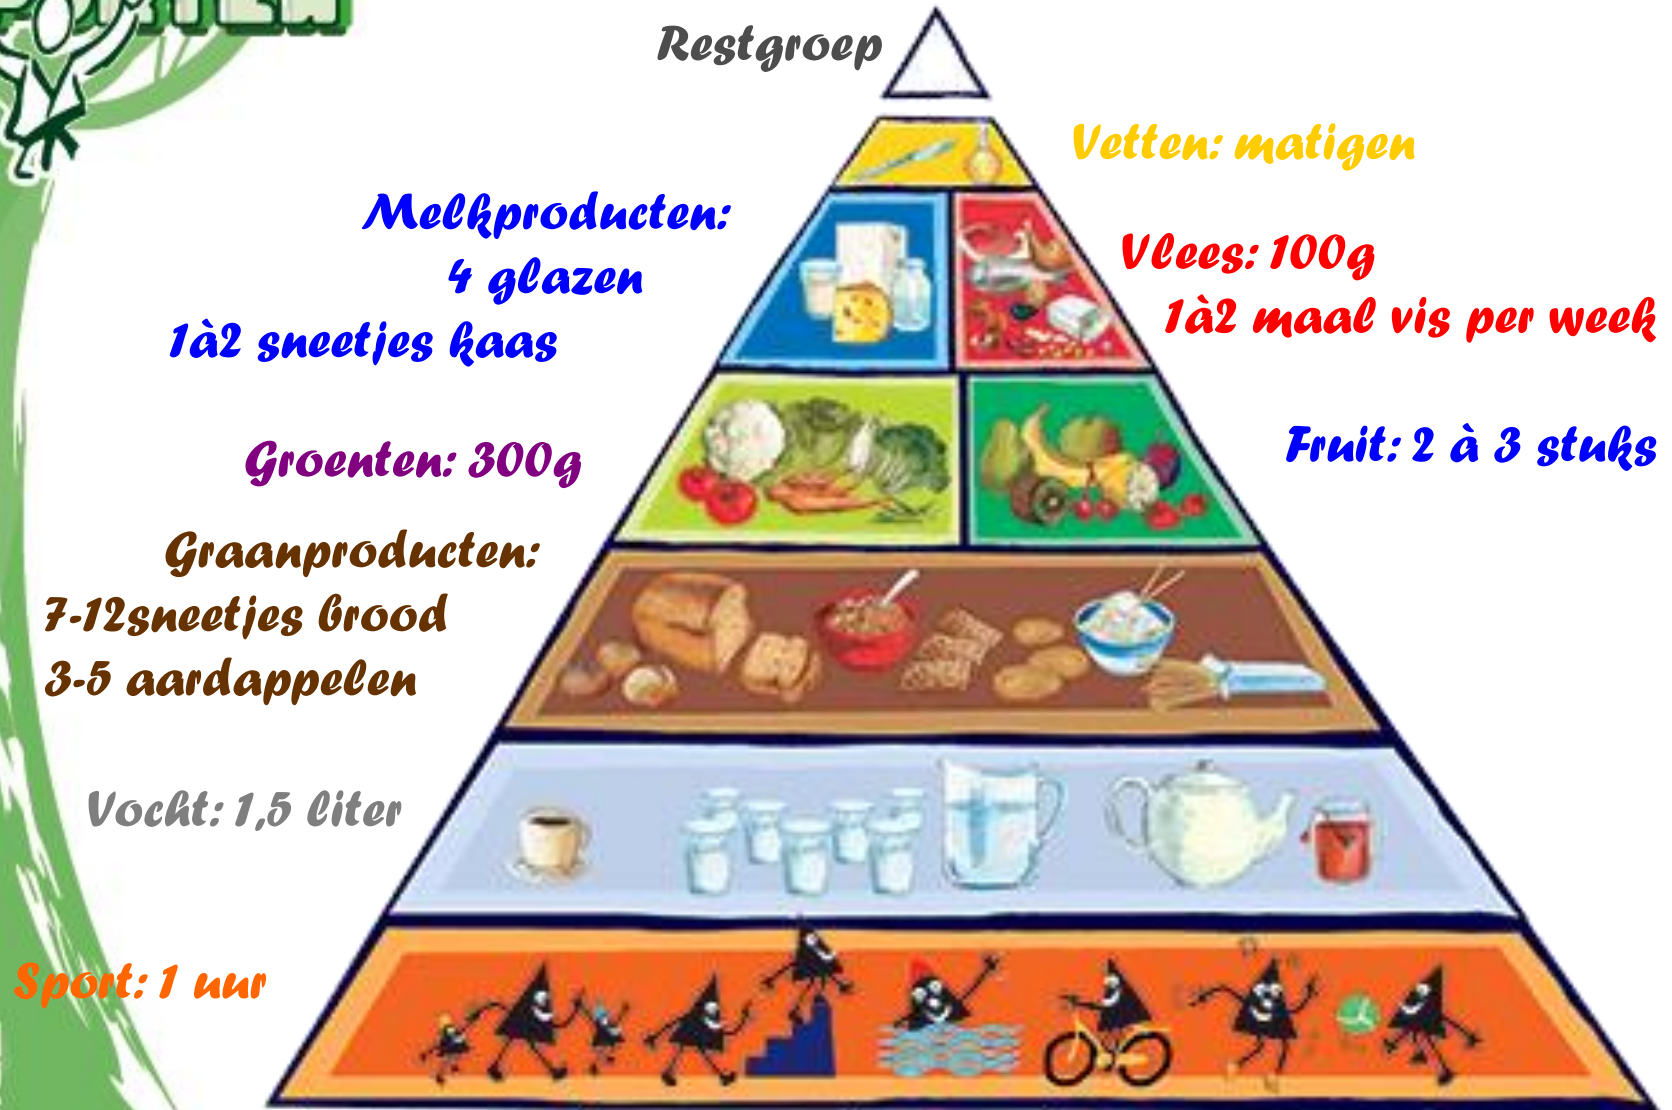 Restgroep
Vetten: matigen
Melkproducten:
4 glazen
1à2 sneetjes kaas
Vlees: 100g
1à2 maal vis per week
Groenten: 300g
Fruit: 2 à 3 stuks
Graanproducten:
7-12sneetjes brood
3-5 aardappelen
Vocht: 1,5 liter
Sport: 1 uur